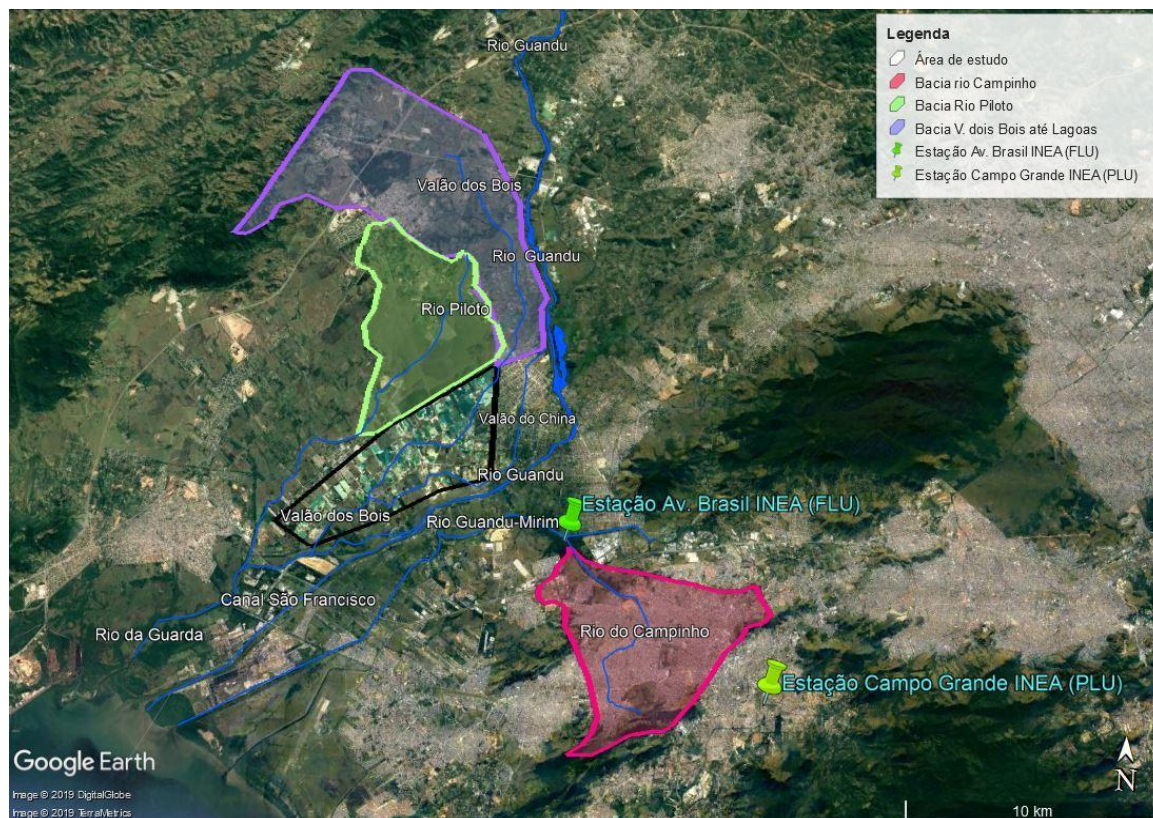 Rio Guandu
Legenda
Área de estudo
Bacia rio Campinho
Bacia Rio Piloto
Bacia V. dois Bois até Lagoas
Estação Av. Brasil INEA (FLU)
Estação Campo Grande INEA (PLU)
Valão dos Bois
Rio Guandu
Rio Piloto
Valão do China
Rio Guandu
Estação Av. Brasil INEA (FLU)
Valão dos Bois
Rio Guandu-Mirim
Canal São Francisco
Rio da Guarda
Rio do Campinho
Estação Campo Grande INEA (PLU)
Google Earth
Image © 2019 DigitalGlobe
Image © 2019 TerraMetrics
N
10 km